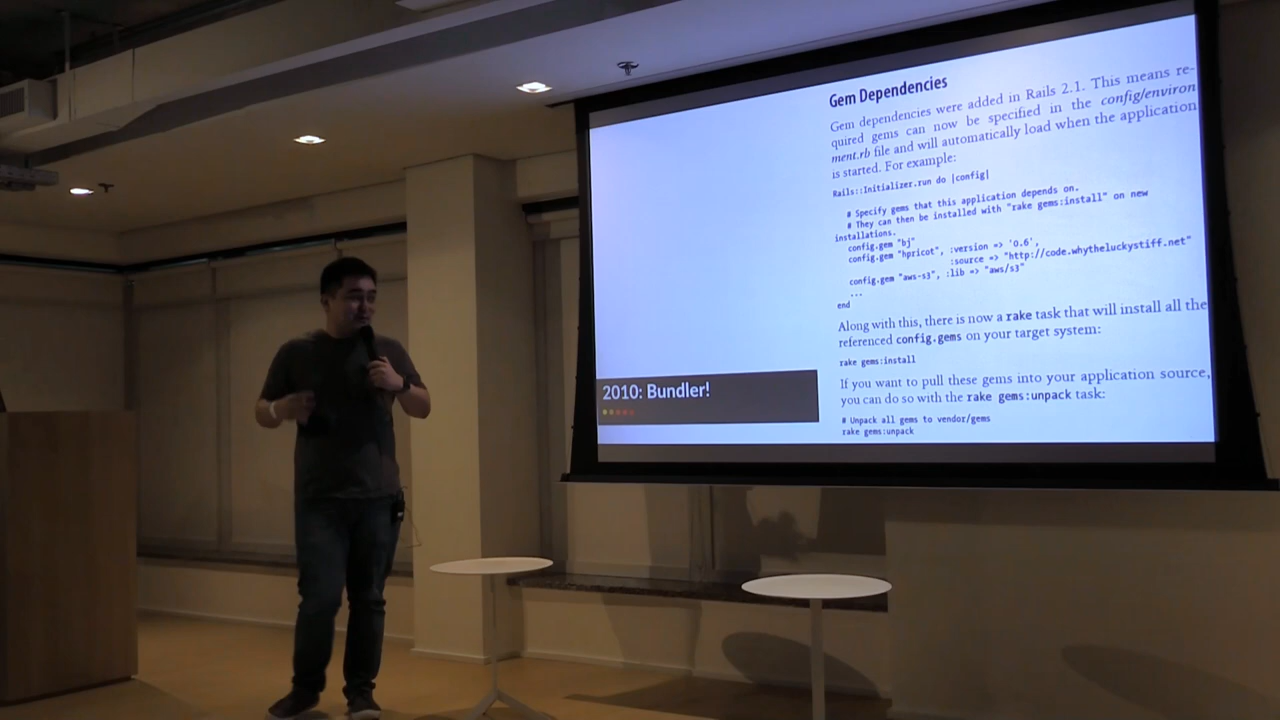 Gem Dependencies
Gem dependencies were added in Rails 2.1. This means re-
quired gems can now be specified in the config/environ
ment.rb file and will automatically load when the application
is started. For example:
Rails::Initializer.run do |config|
# Specify gems that this application depends on.
# They can then be installed with "rake gems:install" on new
installations.
config.gem "bj"
config.gem "hpricot", :version => '0.6',
:source => "http://code.whytheluckystiff.net"
config.gem "aws-s3", :lib => "aws/s3"
...
end
Along with this, there is now a rake task that will install all the
referenced config.gems on your target system:
rake gems:install
If you want to pull these gems into your application source,
you can do so with the rake gems:unpack task:
# Unpack all gems to vendor/gems
rake gems:unpack
2010: Bundler!